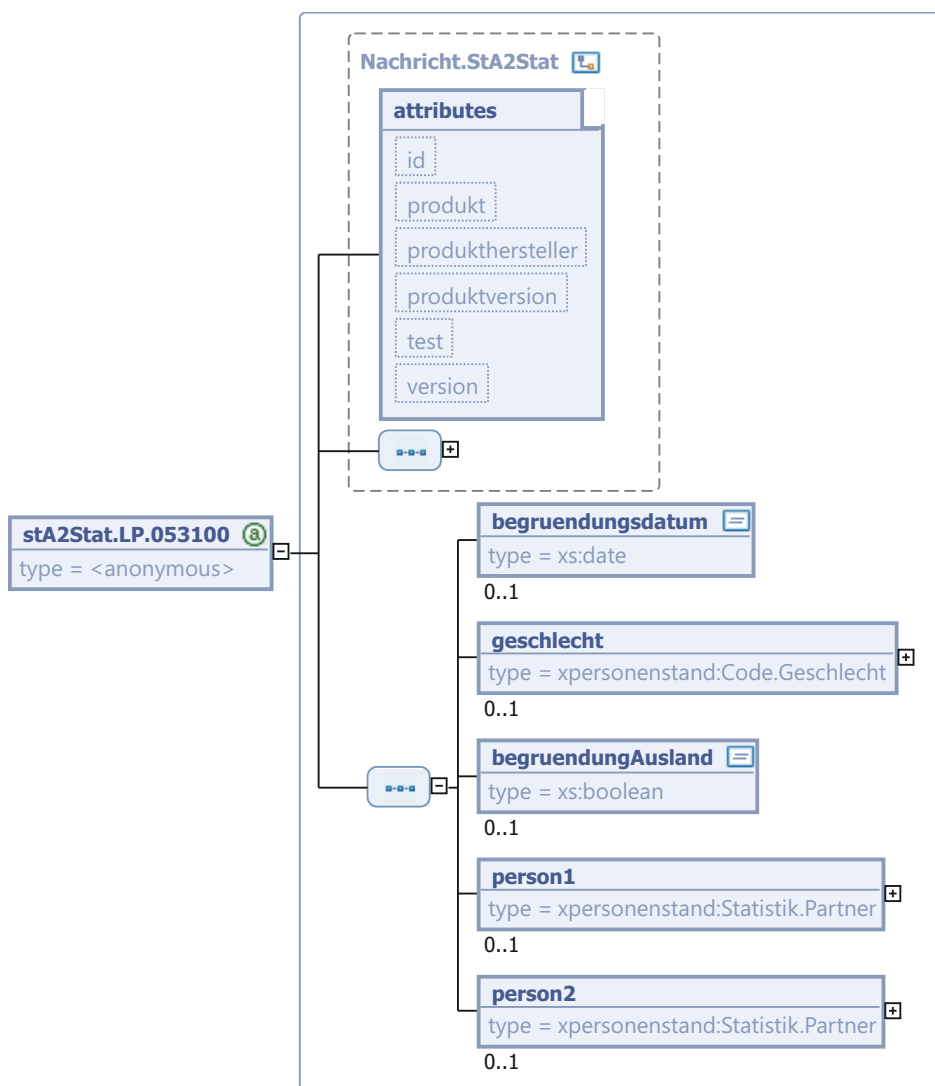 Nachricht.StA2Stat
attributes
id
produkt
produkthersteller
produktversion
test
version
stA2Stat.LP.053100
type = <anonymous>
begruendungsdatum
type = xs:date
0..1
geschlecht
type = xpersonenstand:Code.Geschlecht
0..1
begruendungAusland
type = xs:boolean
0..1
person1
type = xpersonenstand:Statistik.Partner
0..1
person2
type = xpersonenstand:Statistik.Partner
0..1